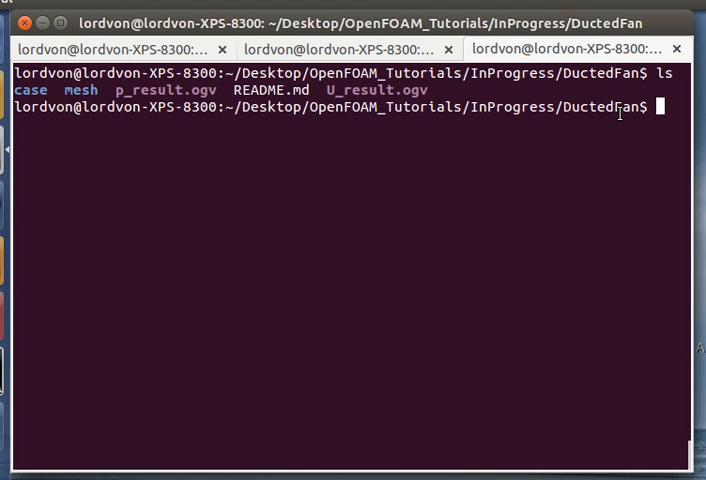 lordvon@lordvon-XPS-8300: ~/Desktop/OpenFOAM_Tutorials/InProgress/DuctedFan
lordvon@lordvon-XPS-8300:... lordvon@lordvon-XPS-8300:... lordvon@lordvon-XPS-8300:...
lordvon@lordvon-XPS-8300:~/Desktop/OpenFOAM_Tutorials/InProgress/DuctedFan$ ls
case mesh p_result.ogv README.md U_result.ogv
lordvon@lordvon-XPS-8300:~/Desktop/OpenFOAM_Tutorials/InProgress/DuctedFan$